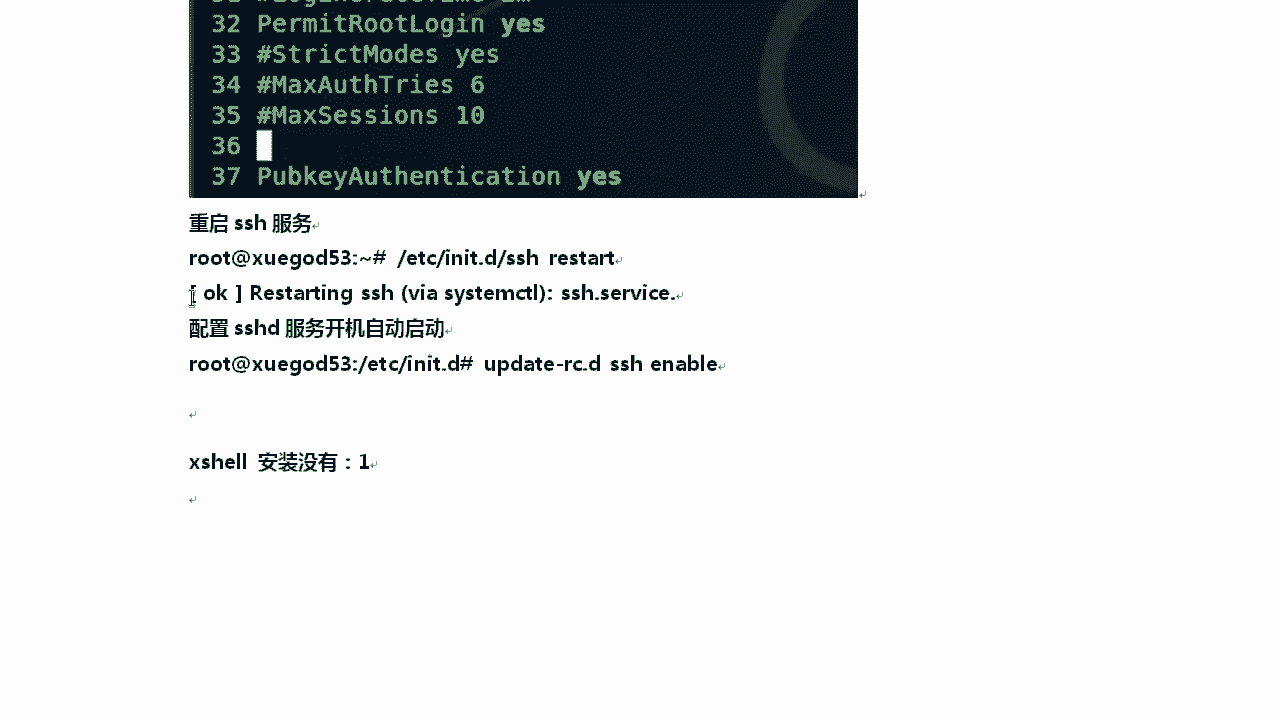 32 PermitRootLogin yes
33 #StrictModes yes
34 #MaxAuthTries 6
35 #MaxSessions 10
36
37 PubkeyAuthentication yes
重启 ssh 服务
root@xuegod53:~# /etc/init.d/ssh restart
[ ok ] Restarting ssh (via systemctl): ssh.service.
配置 sshd 服务开机自动启动
root@xuegod53:/etc/init.d# update-rc.d ssh enable
xshell 安装没有：1